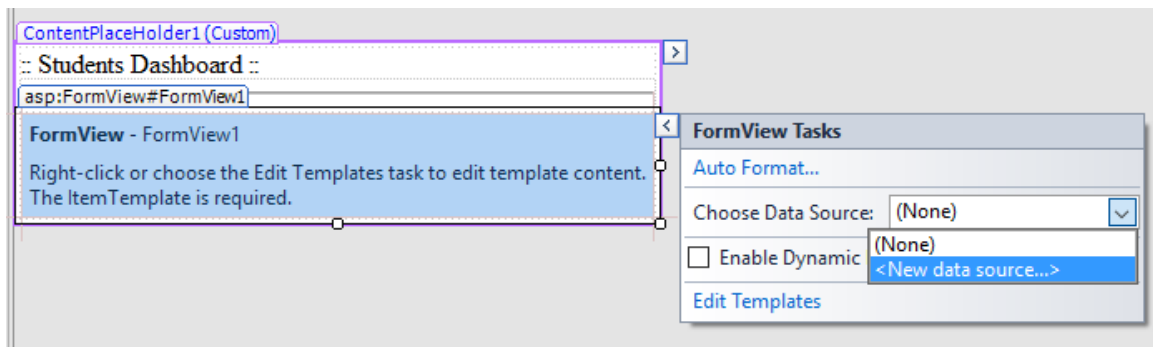 ContentPlaceHolder1 (Custom)
:: Students Dashboard ::
asp:FormView#FormView1
FormView - FormView1
Right-click or choose the Edit Templates task to edit template content.
The ItemTemplate is required.
FormView Tasks
Auto Format...
Choose Data Source: (None)
(None)
Enable Dynamic
<New data source...>
Edit Templates